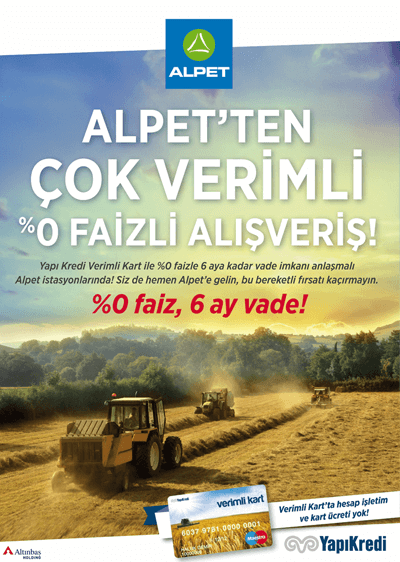 ALPET
ALPET'TEN
ÇOK VERİMLİ
%0 FAİZLİ ALIŞVERİŞ!
Yapı Kredi Verimli Kart ile %0 faizle 6 aya kadar vade imkanı anlaşmalı
Alpet istasyonlarında! Siz de hemen Alpet'e gelin, bu bereketli fırsatı kaçırmayın.
%0 faiz, 6 ay vade!
verimli kart
Maestro
Verimli Kart'ta hesap işletim
ve kart ücreti yok!
Altınbaş
HOLDING
YapıKredi